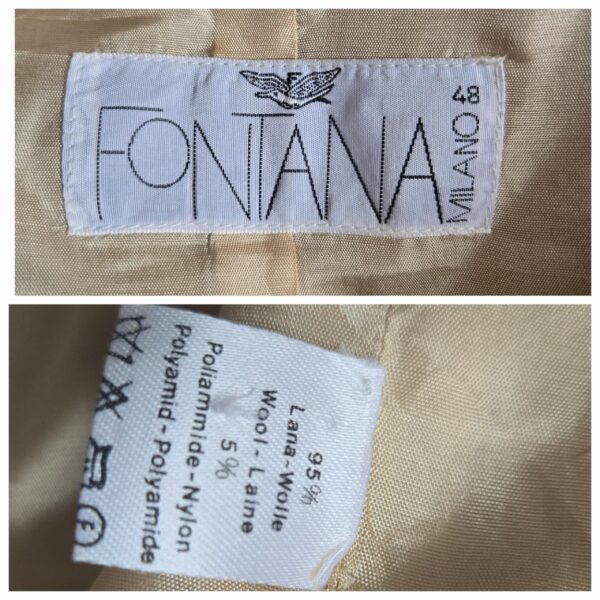 F
FONTANA
MILANO 48
95%
Lana-Wolle
Wool-Laine
5%
Poliammide-Nylon
Polyamid-Polyamide
F